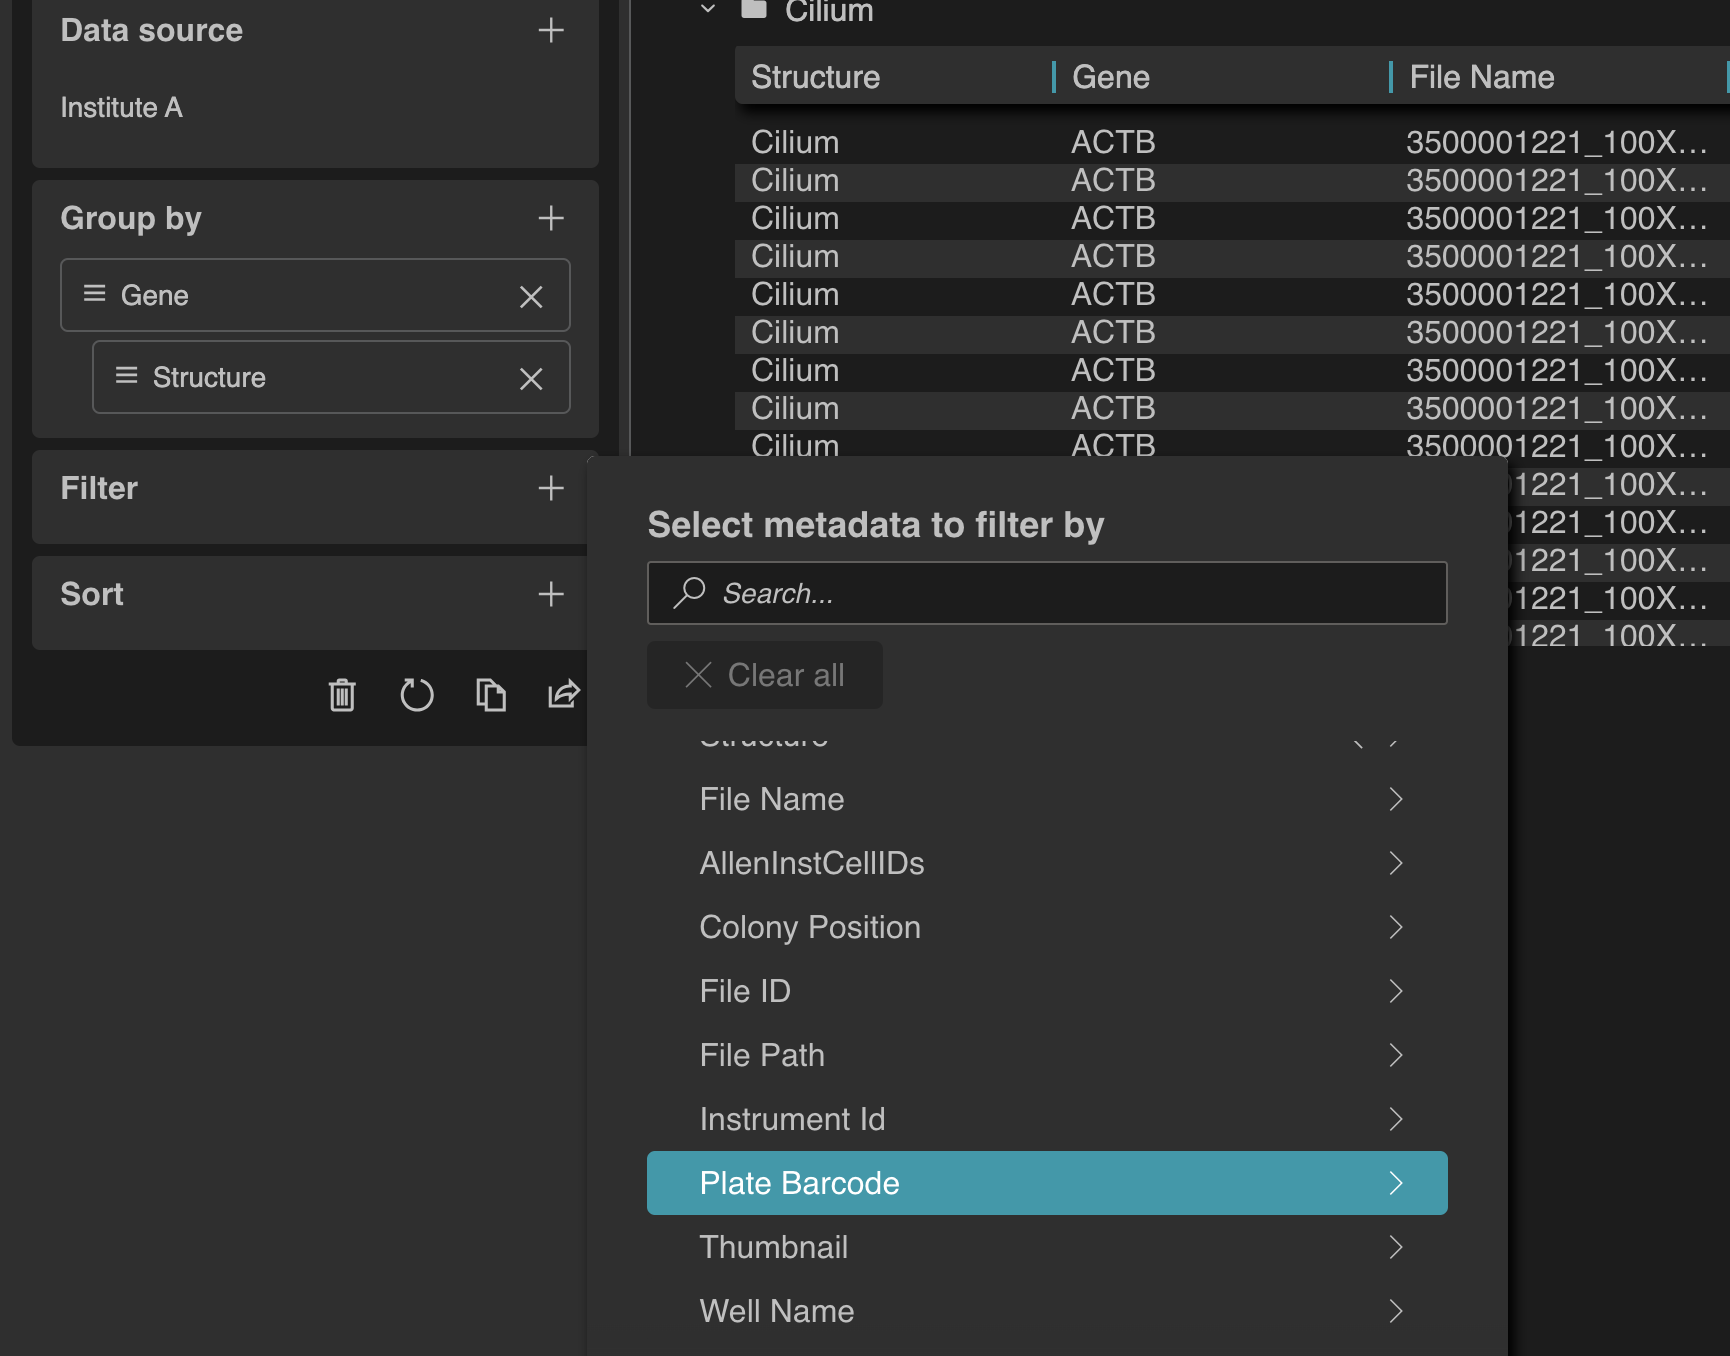 Data source
Institute A
Group by
Gene
Structure
Filter
Sort
Cilium
Structure Gene File Name
Cilium ACTB 3500001221_100X...
Cilium ACTB 3500001221_100X...
Cilium ACTB 3500001221_100X...
Cilium ACTB 3500001221_100X...
Cilium ACTB 3500001221_100X...
Cilium ACTB 3500001221_100X...
Cilium ACTB 3500001221_100X...
Cilium ACTB 3500001221_100X...
Cilium ACTB 3500001221_100X...
1221_100X...
1221_100X...
1221_100X...
1221_100X...
1221_100X...
Select metadata to filter by
Search...
Clear all
Structure
File Name
AllenInstCellIDs
Colony Position
File ID
File Path
Instrument Id
Plate Barcode
Thumbnail
Well Name